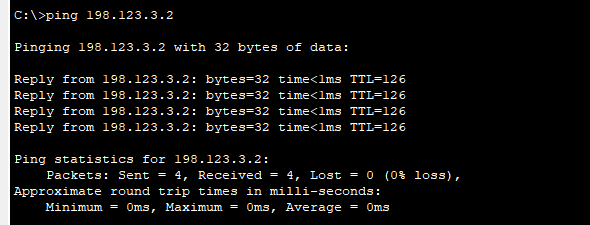 C:\>ping 198.123.3.2
Pinging 198.123.3.2 with 32 bytes of data:
Reply from 198.123.3.2: bytes=32 time<1ms TTL=126
Reply from 198.123.3.2: bytes=32 time<1ms TTL=126
Reply from 198.123.3.2: bytes=32 time<1ms TTL=126
Reply from 198.123.3.2: bytes=32 time<1ms TTL=126
Ping statistics for 198.123.3.2:
    Packets: Sent = 4, Received = 4, Lost = 0 (0% loss),
Approximate round trip times in milli-seconds:
    Minimum = 0ms, Maximum = 0ms, Average = 0ms